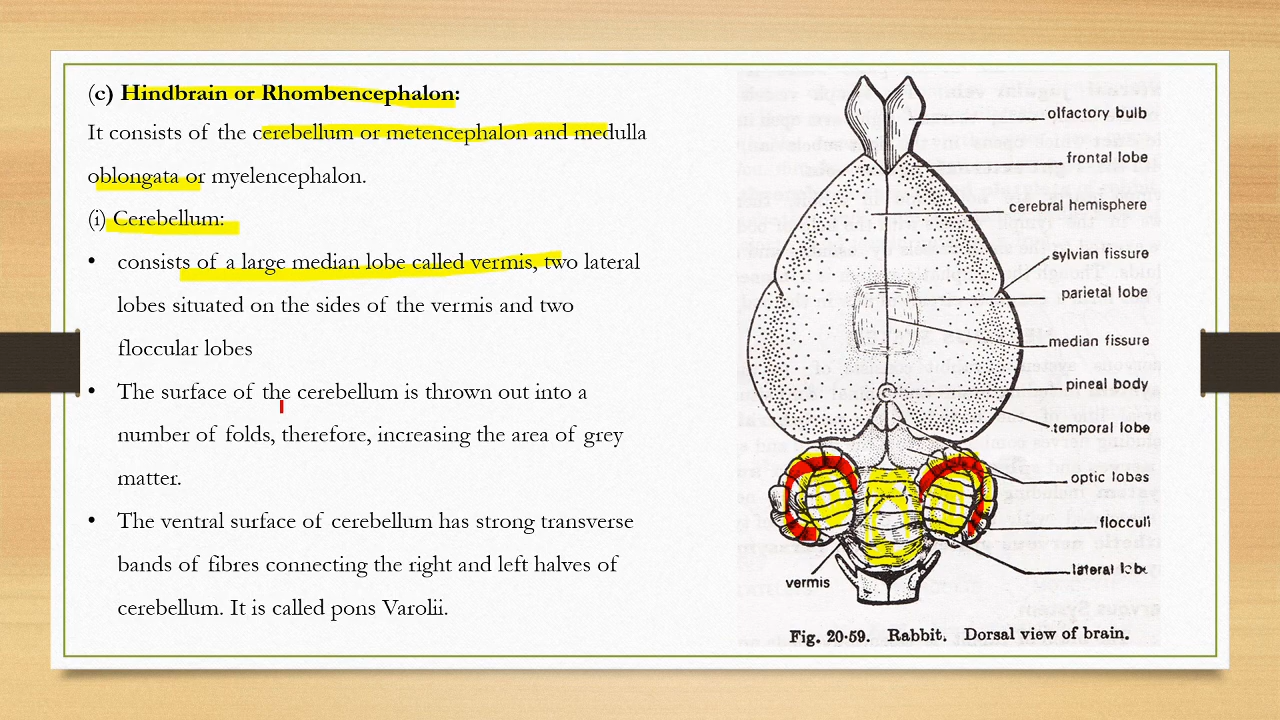 (c) Hindbrain or Rhombencephalon:
It consists of the cerebellum or metencephalon and medulla
oblongata or myelencephalon.
(i) Cerebellum:
• consists of a large median lobe called vermis, two lateral
lobes situated on the sides of the vermis and two
floccular lobes
• The surface of the cerebellum is thrown out into a
number of folds, therefore, increasing the area of grey
matter.
• The ventral surface of cerebellum has strong transverse
bands of fibres connecting the right and left halves of
cerebellum. It is called pons Varolii.
olfactory bulb
frontal lobe
cerebral hemisphere
sylvian fissure
parietal lobe
median fissure
pineal body
temporal lobe
optic lobes
flocculi
lateral lobe
vermis
Fig. 20·59. Rabbit. Dorsal view of brain.